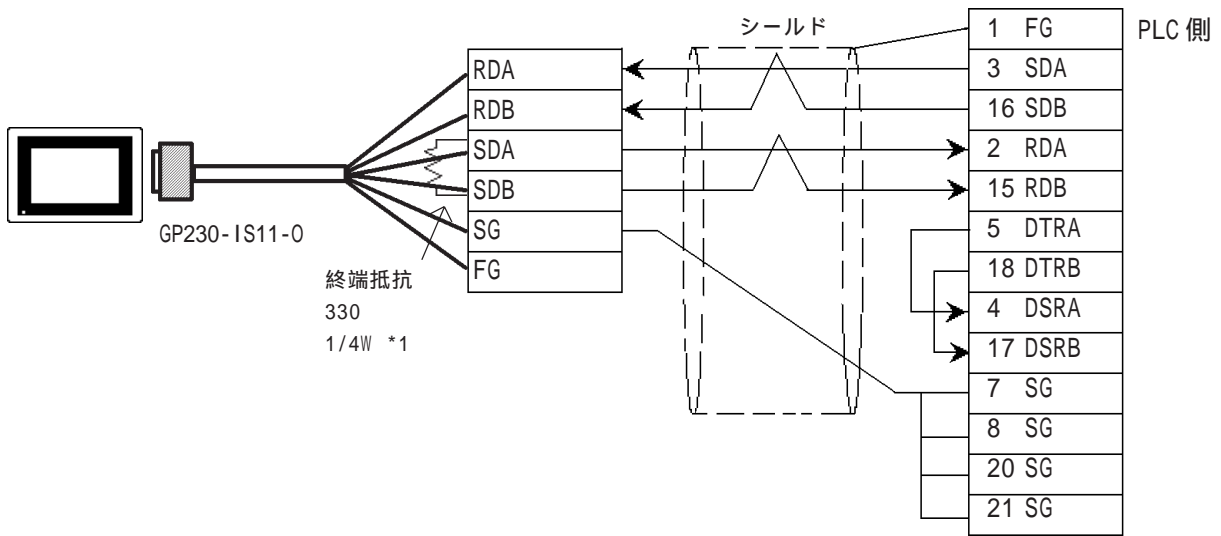 シールド
PLC 側
1 FG
3 SDA
16 SDB
2 RDA
15 RDB
5 DTRA
18 DTRB
4 DSRA
17 DSRB
7 SG
8 SG
20 SG
21 SG
RDA
RDB
SDA
SDB
SG
FG
GP230-IS11-O
終端抵抗
330
1/4W *1